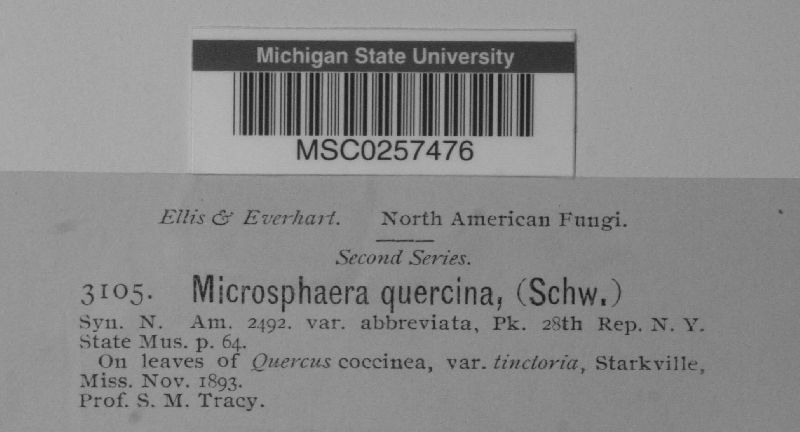 Michigan State University
MSC0257476
Ellis & Everhart. North American Fungi.
Second Series.
3105. Microsphaera quercina, (Schw.)
Syn. N. Am. 2492. var. abbreviata, Pk. 28th Rep. N. Y.
State Mus. p. 64.
On leaves of Quercus coccinea, var. tinctoria, Starkville,
Miss. Nov. 1893.
Prof. S. M. Tracy.